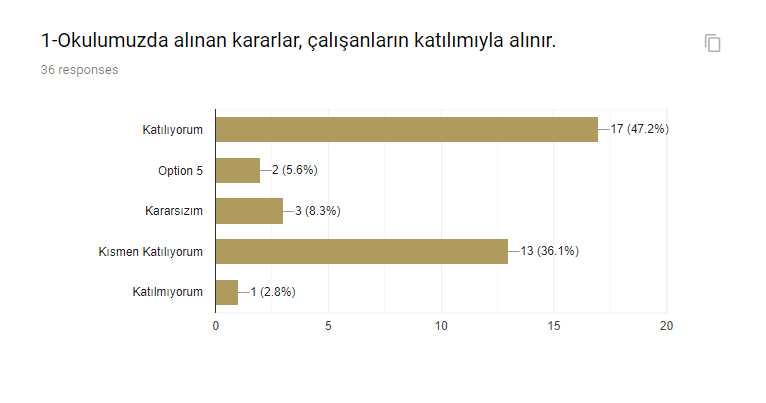 1-Okulumuzda alınan kararlar, çalışanların katılımıyla alınır.
36 responses
Katılıyorum 17 (47.2%)
Option 5 2 (5.6%)
Kararsızım 3 (8.3%)
Kısmen Katılıyorum 13 (36.1%)
Katılmıyorum 1 (2.8%)
0 5 10 15 20